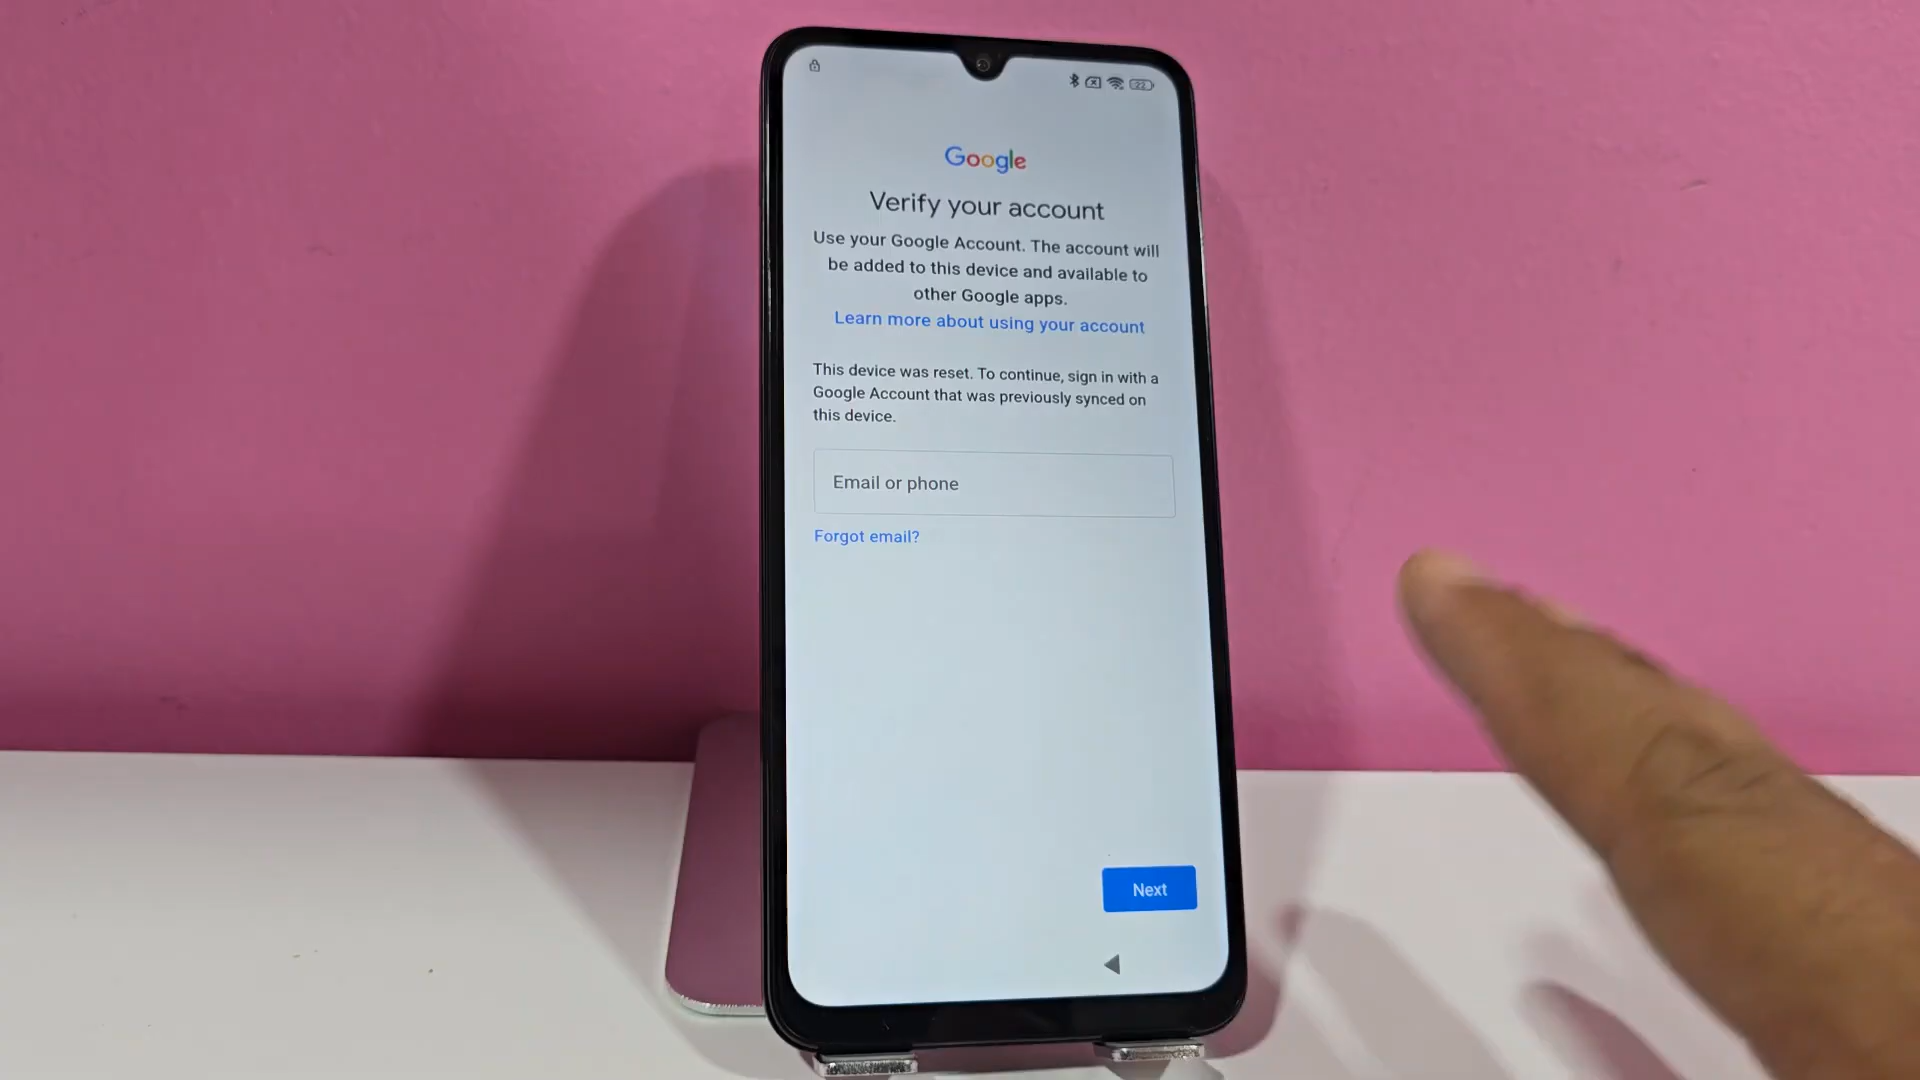 22
Google
Verify your account
Use your Google Account. The account will
be added to this device and available to
other Google apps.
Learn more about using your account
This device was reset. To continue, sign in with a
Google Account that was previously synced on
this device.
Email or phone
Forgot email?
Next